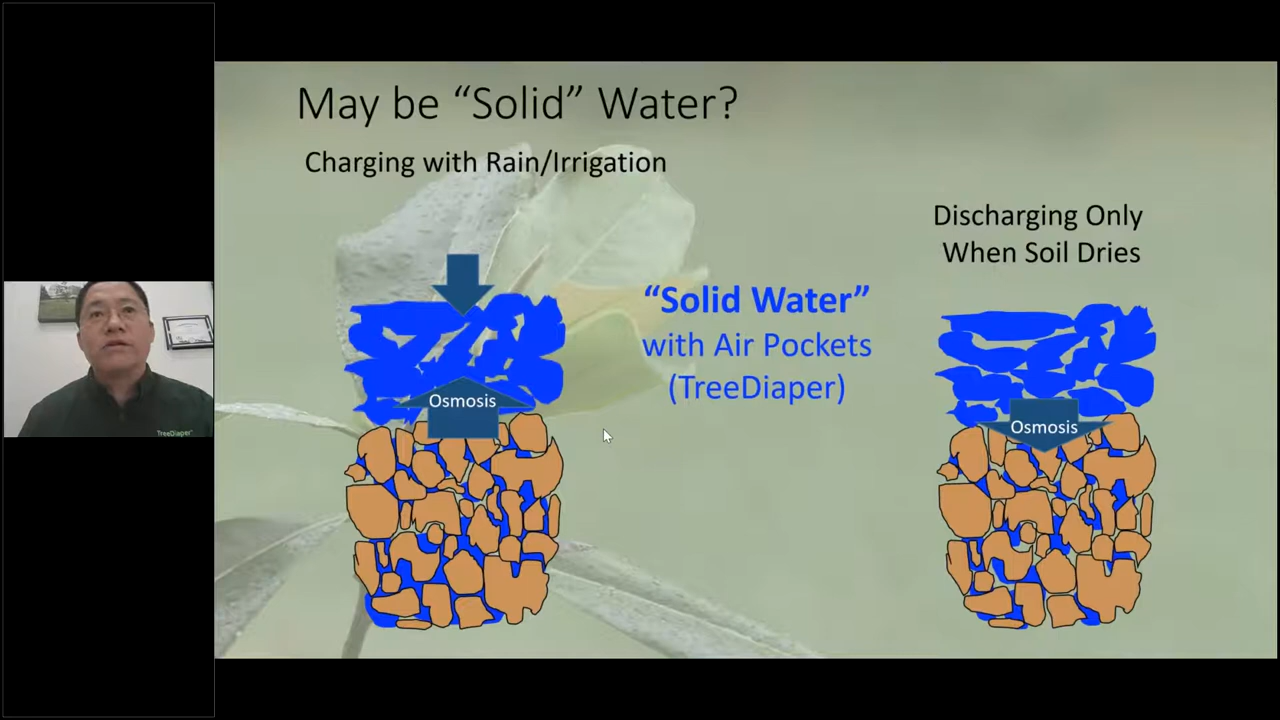 May be “Solid” Water?
Charging with Rain/Irrigation
Discharging Only
When Soil Dries
“Solid Water”
with Air Pockets
(TreeDiaper)
Osmosis
Osmosis
TreeDiaper